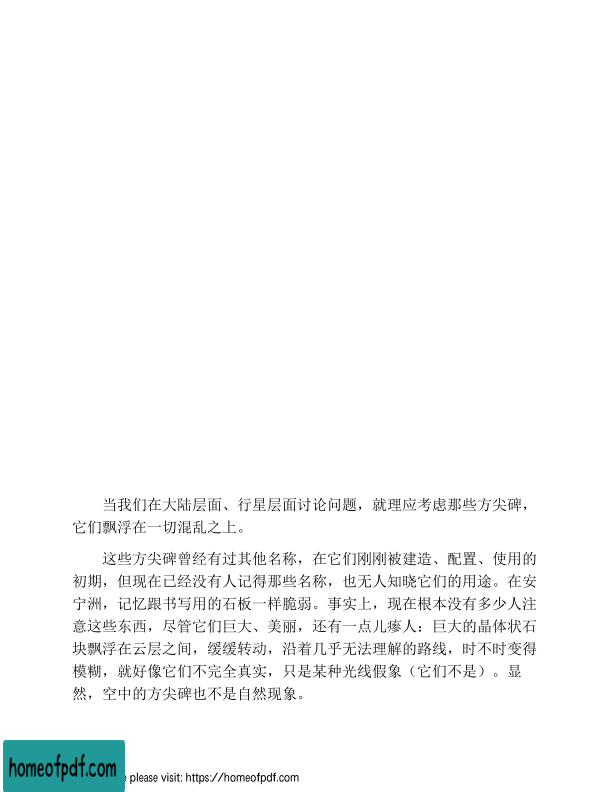 当我们在大陆层面、行星层面讨论问题，就理应考虑那些方尖碑，
它们飘浮在一切混乱之上。
这些方尖碑曾经有过其他名称，在它们刚刚被建造、配置、使用的
初期，但现在已经没有人记得那些名称，也无人知晓它们的用途。在安
宁洲，记忆跟书写用的石板一样脆弱。事实上，现在根本没有多少人注
意这些东西，尽管它们巨大、美丽，还有一点儿瘆人：巨大的晶体状石
块飘浮在云层之间，缓缓转动，沿着几乎无法理解的路线，时不时变得
模糊，就好像它们不完全真实，只是某种光线假象（它们不是）。显
然，空中的方尖碑也不是自然现象。
homeofpdf.com
please visit: https://homeofpdf.com